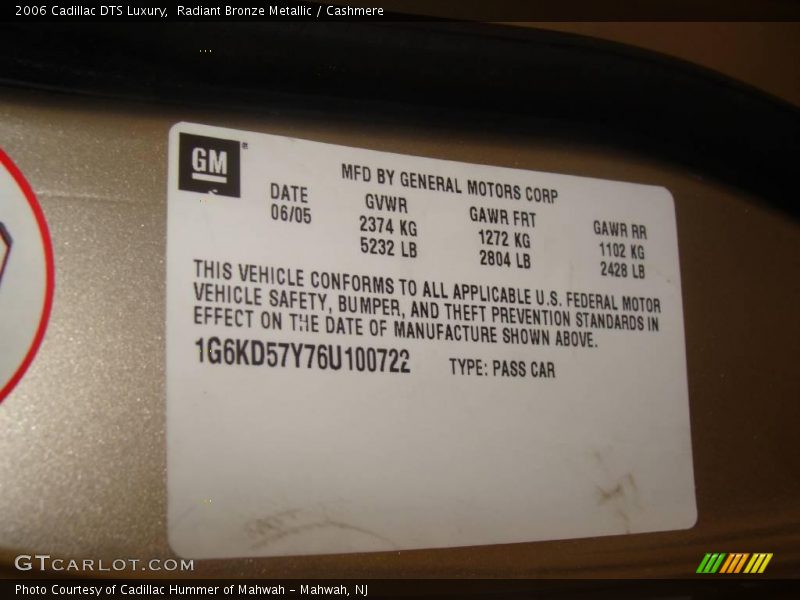 2006 Cadillac DTS Luxury,  Radiant Bronze Metallic / Cashmere
GM®
MFD BY GENERAL MOTORS CORP
DATE GVWR GAWR FRT GAWR RR
06/05 2374 KG 1272 KG 1102 KG
5232 LB 2804 LB 2428 LB
THIS VEHICLE CONFORMS TO ALL APPLICABLE U.S. FEDERAL MOTOR
VEHICLE SAFETY, BUMPER, AND THEFT PREVENTION STANDARDS IN
EFFECT ON THE DATE OF MANUFACTURE SHOWN ABOVE.
1G6KD57Y76U100722 TYPE: PASS CAR
GTCARLOT.COM
Photo Courtesy of Cadillac Hummer of Mahwah - Mahwah, NJ